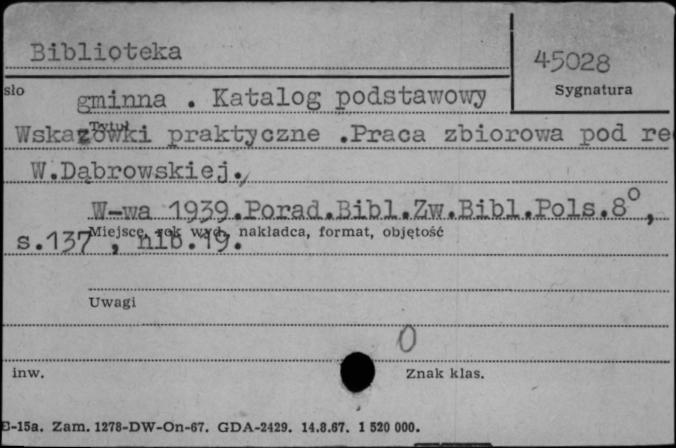 Biblioteka
45028
Sygnatura
sło
gminna . Katalog podstawowy
Tytuł
Wskazówki praktyczne .Praca zbiorowa pod re
W.Dąbrowskiej.
W-wa 1939.Porad.Bibl.Zw.Bibl.Pols.8°,
Miejsce, rok wyd., nakładca, format, objętość
s.137 , nlb.19.
Uwagi
0
inw.
Znak klas.
E-15a. Zam. 1278-DW-On-67. GDA-2429. 14.8.67. 1 520 000.